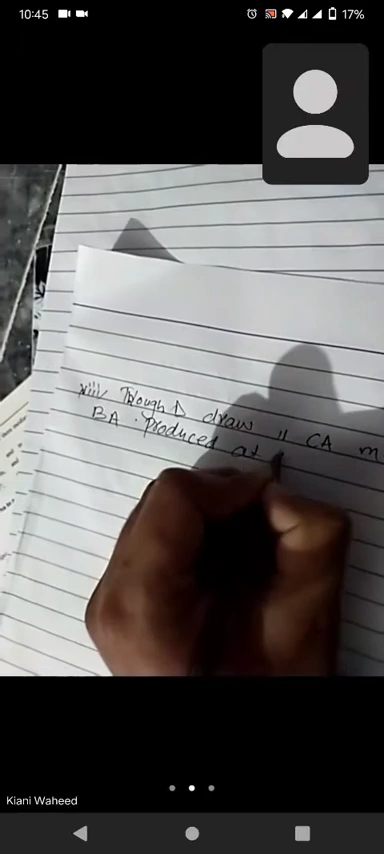 10:45
17%
xiii/ Through D draw || CA m
BA produced at
Kiani Waheed